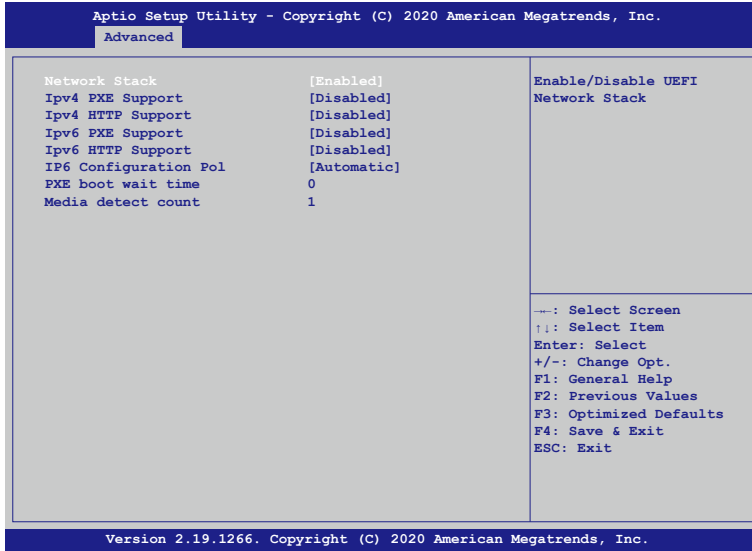 Aptio Setup Utility - Copyright (C) 2020 American Megatrends, Inc.
Advanced
Network Stack [Enabled]
Ipv4 PXE Support [Disabled]
Ipv4 HTTP Support [Disabled]
Ipv6 PXE Support [Disabled]
Ipv6 HTTP Support [Disabled]
IP6 Configuration Pol [Automatic]
PXE boot wait time 0
Media detect count 1
Enable/Disable UEFI
Network Stack
→←: Select Screen
↑↓: Select Item
Enter: Select
+/-: Change Opt.
F1: General Help
F2: Previous Values
F3: Optimized Defaults
F4: Save & Exit
ESC: Exit
Version 2.19.1266. Copyright (C) 2020 American Megatrends, Inc.